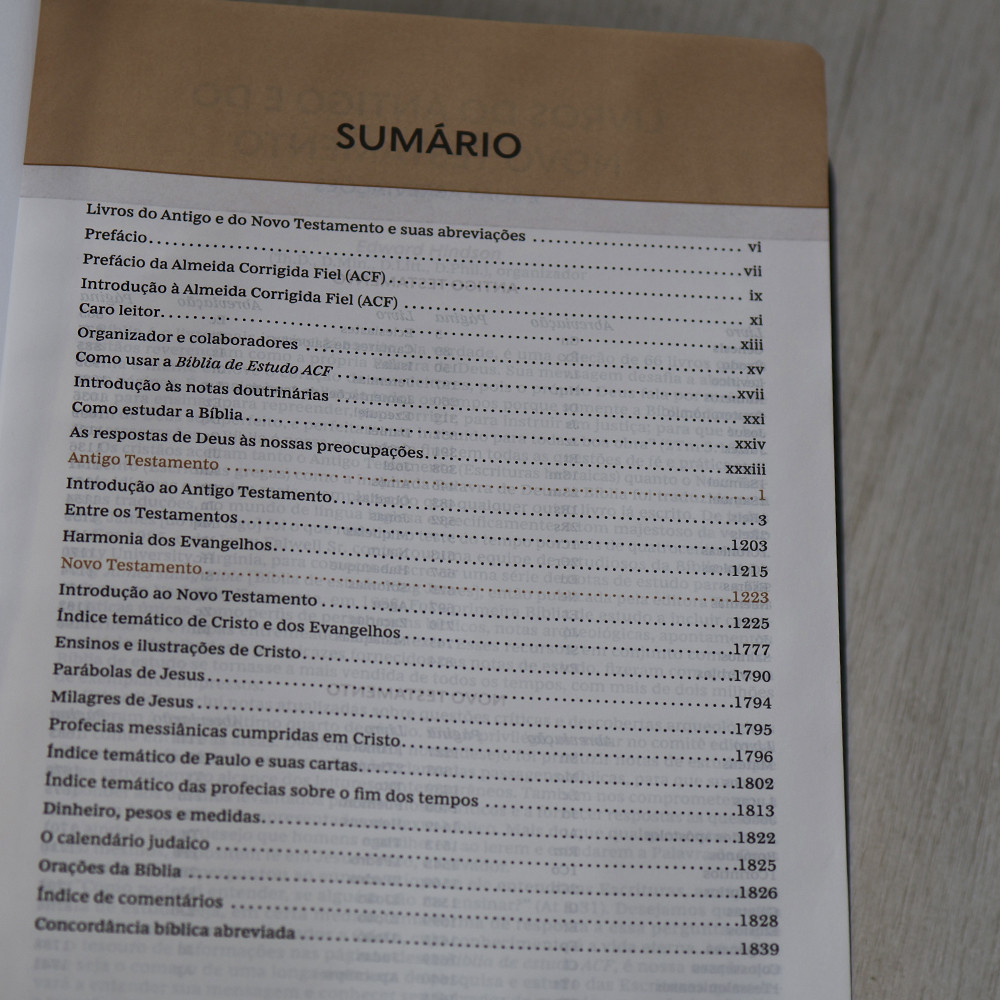 SUMÁRIO
Livros do Antigo e do Novo Testamento e suas abreviações ........................ vi
Prefácio........................ vii
Prefácio da Almeida Corrigida Fiel (ACF)........................ ix
Introdução à Almeida Corrigida Fiel (ACF) ........................ xi
Caro leitor........................ xiii
Organizador e colaboradores ........................ xv
Como usar a Bíblia de Estudo ACF ........................ xvii
Introdução às notas doutrinárias ........................ xxi
Como estudar a Bíblia........................ xxiv
As respostas de Deus às nossas preocupações........................ xxxiii
Antigo Testamento ........................ 1
Introdução ao Antigo Testamento........................ 3
Entre os Testamentos........................ 1203
Harmonia dos Evangelhos........................ 1215
Novo Testamento........................ 1223
Introdução ao Novo Testamento ........................ 1225
Índice temático de Cristo e dos Evangelhos ........................ 1777
Ensinos e ilustrações de Cristo........................ 1790
Parábolas de Jesus........................ 1794
Milagres de Jesus ........................ 1795
Profecias messiânicas cumpridas em Cristo........................ 1796
Índice temático de Paulo e suas cartas........................ 1802
Índice temático das profecias sobre o fim dos tempos ........................ 1813
Dinheiro, pesos e medidas........................ 1822
O calendário judaico ........................ 1825
Orações da Bíblia ........................ 1826
Índice de comentários ........................ 1828
Concordância bíblica abreviada ........................ 1839